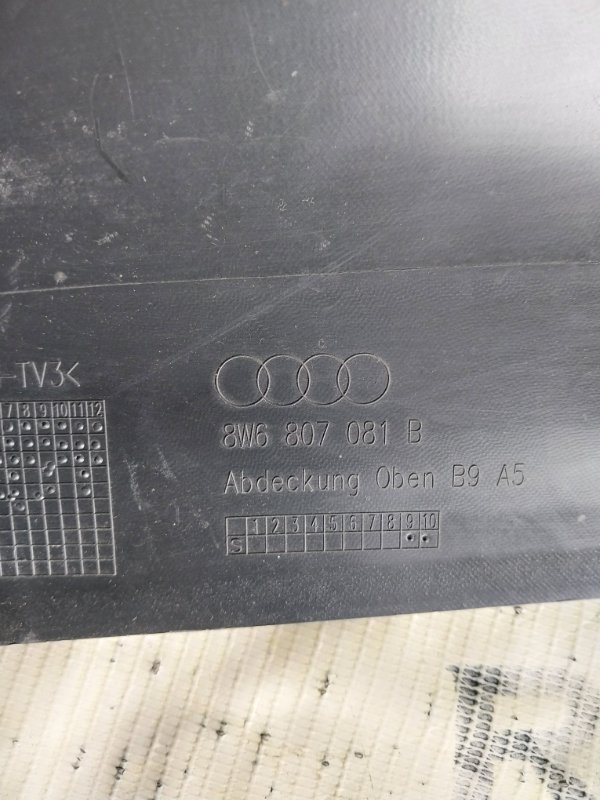 -TV3<
7 8 9 10 11 12
8W6 807 081 B
Abdeckung Oben B9 A5
1 2 3 4 5 6 7 8 9 10
S
R